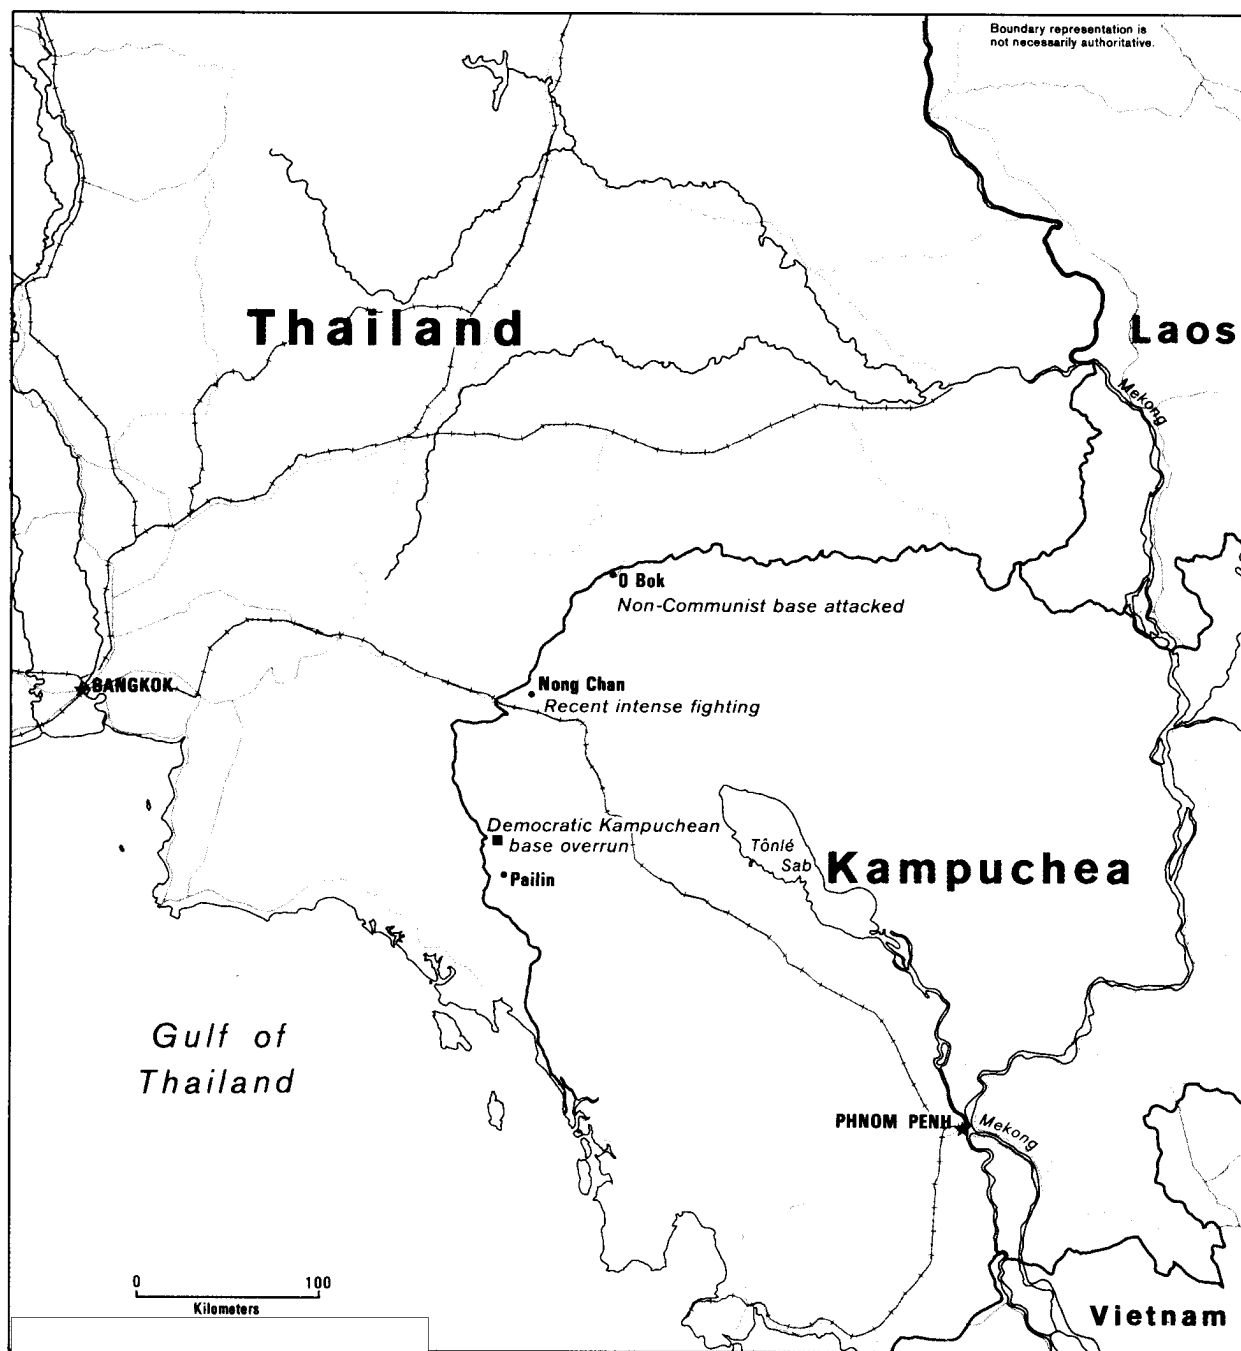 Boundary representation is
not necessarily authoritative.
Thailand
Laos
Mekong
O Bok
Non-Communist base attacked
BANGKOK
Nong Chan
Recent intense fighting
Democratic Kampuchean
base overrun
Pailin
Tônlé
Sab
Kampuchea
Gulf of
Thailand
PHNOM PENH
Mekong
0 100
Kilometers
Vietnam